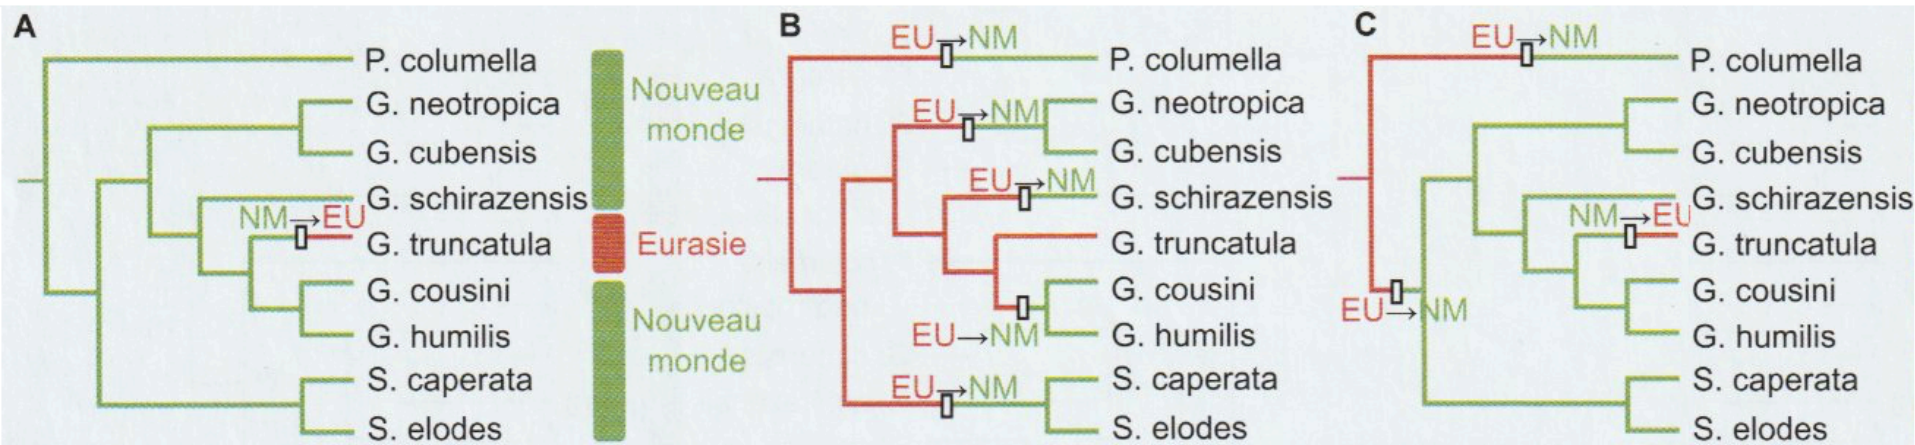 A
P. columella
G. neotropica
G. cubensis
G. schirazensis
NM→EU
G. truncatula
G. cousini
G. humilis
S. caperata
S. elodes
Nouveau
monde
Eurasie
Nouveau
monde
B
EU→NM
P. columella
EU→NM
G. neotropica
G. cubensis
EU→NM
G. schirazensis
G. truncatula
G. cousini
EU→NM
G. humilis
EU→NM
S. caperata
S. elodes
C
EU→NM
P. columella
G. neotropica
G. cubensis
G. schirazensis
NM→EU
G. truncatula
G. cousini
EU→NM
G. humilis
S. caperata
S. elodes